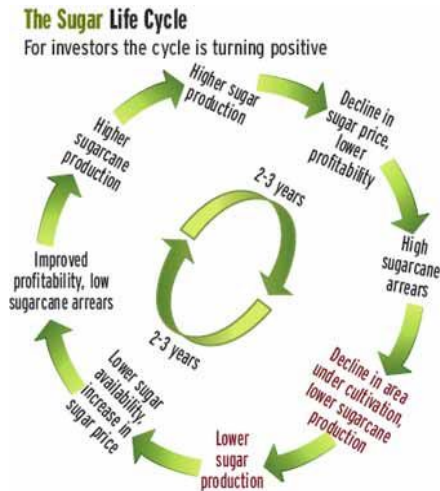 The Sugar Life Cycle
For investors the cycle is turning positive
Higher sugar
production
Decline in
sugar price,
lower
profitability
High
sugarcane
arrears
Decline in area
under cultivation,
lower sugarcane
production
Lower
sugar
production
Lower sugar
availability,
increase in
sugar price
Improved
profitability, low
sugarcane arrears
Higher
sugarcane
production
2-3 years
2-3 years